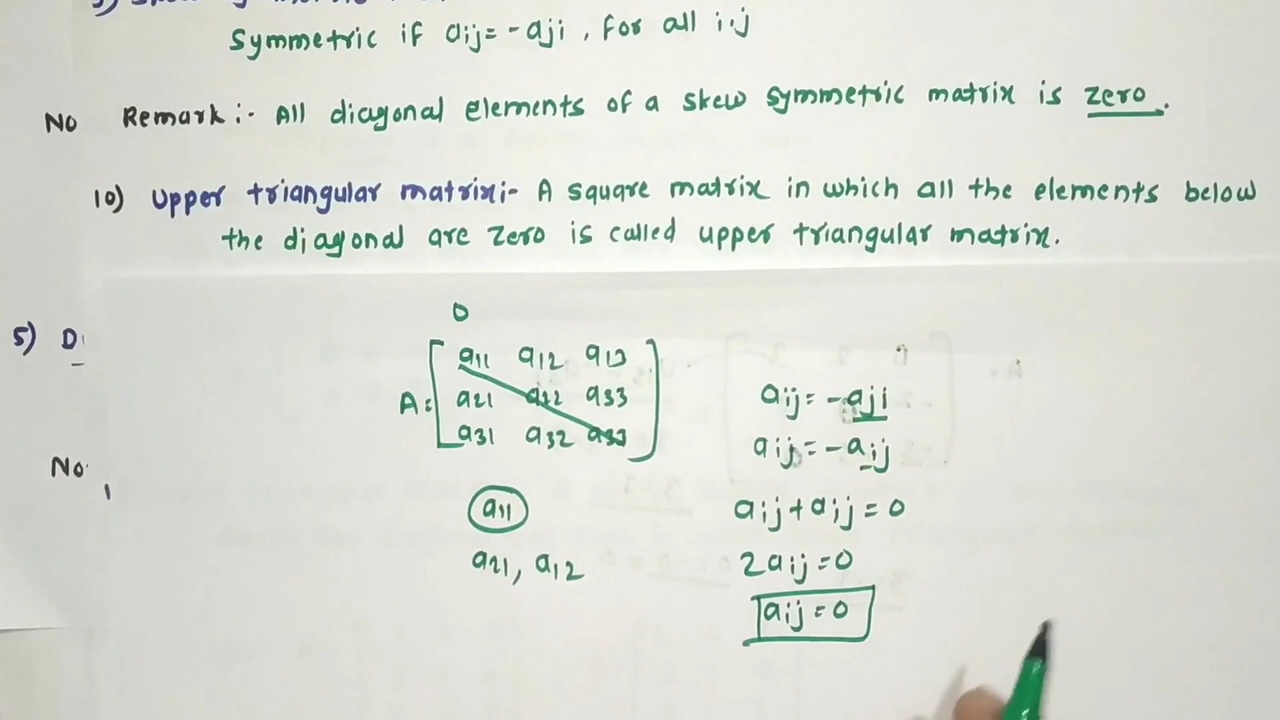 Symmetric if aij = -aji, for all i,j
No Remark:- All diagonal elements of a skew symmetric matrix is zero.
10) Upper triangular matrix:- A square matrix in which all the elements below
the diagonal are zero is called upper triangular matrix.
5) D
0
a11 a12 a13
A= a21 a22 a33
a31 a32 a33
aij = -aji
aij = -aij
No
a11
aij + aij = 0
a21, a12
2aij = 0
aij = 0